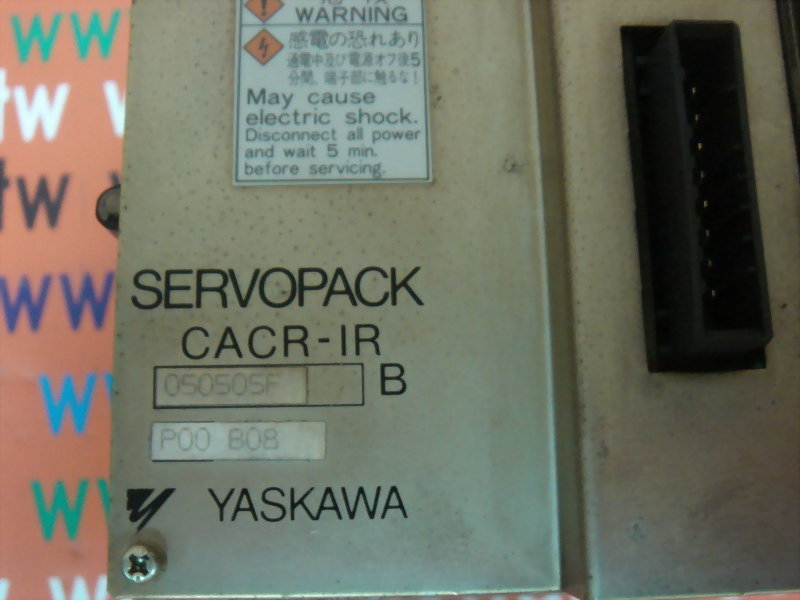 WARNING
感電の恐れあり
通電中及び電源オフ後5
分間、端子部に触るな!
May cause
electric shock.
Disconnect all power
and wait 5 min.
before servicing.
SERVOPACK
CACR-IR
050505F B
P00 808
YASKAWA